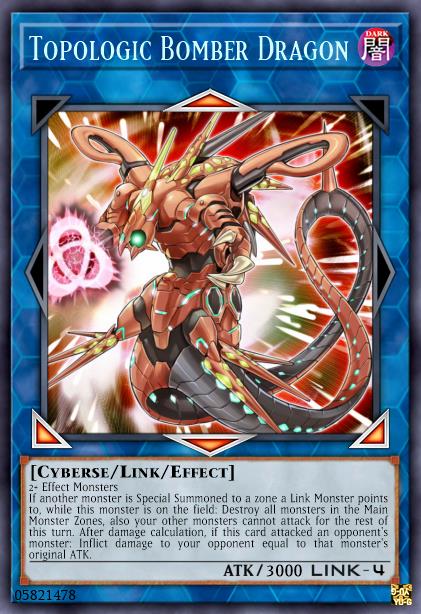 Topologic Bomber Dragon
DARK
闇
[Cyberse/Link/Effect]
2+ Effect Monsters
If another monster is Special Summoned to a zone a Link Monster points
to, while this monster is on the field: Destroy all monsters in the Main
Monster Zones, also your other monsters cannot attack for the rest of
this turn. After damage calculation, if this card attacked an opponent's
monster: Inflict damage to your opponent equal to that monster's
original ATK.
ATK/3000 LINK-4
05821478